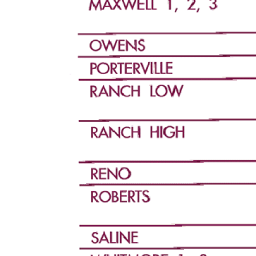 MAXWELL 1, 2, 3
OWENS
PORTERVILLE
RANCH LOW
RANCH HIGH
RENO
ROBERTS
SALINE